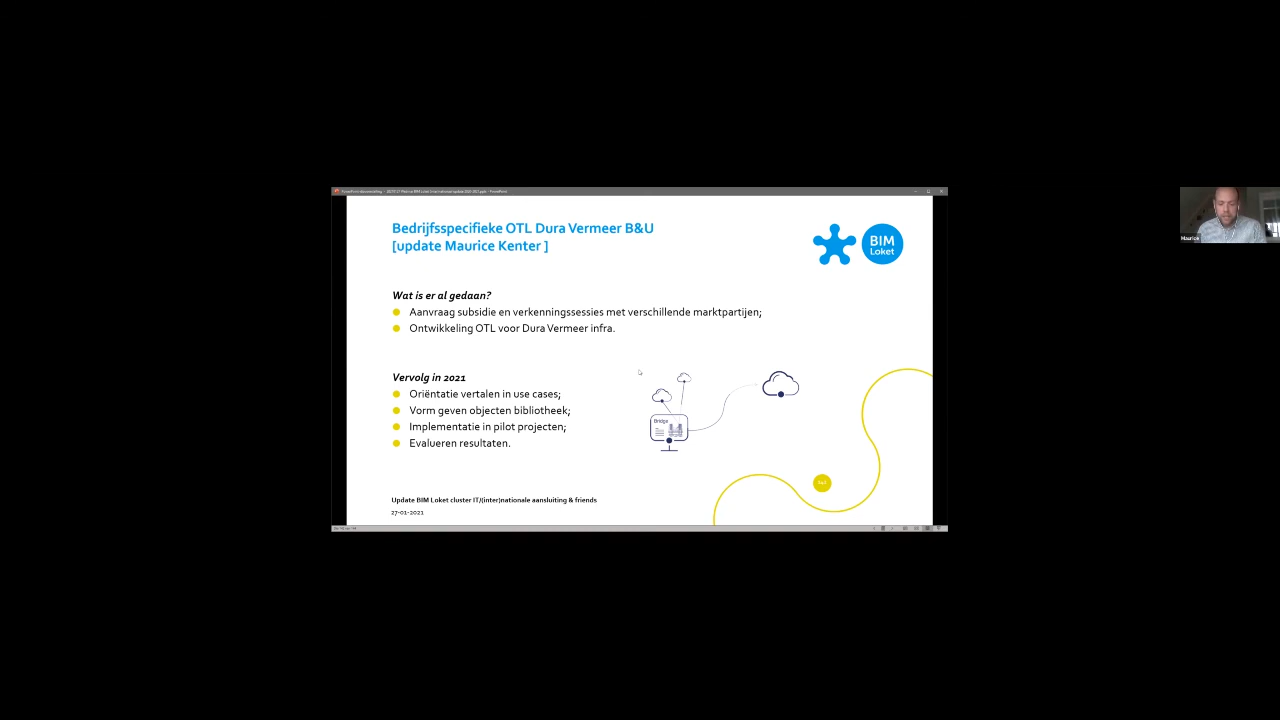 Bedrijfsspecifieke OTL Dura Vermeer B&U
[update Maurice Kenter ]
BIM
Loket
Wat is er al gedaan?
Aanvraag subsidie en verkenningssessies met verschillende marktpartijen;
Ontwikkeling OTL voor Dura Vermeer infra.
Vervolg in 2021
Oriëntatie vertalen in use cases;
Vorm geven objecten bibliotheek;
Implementatie in pilot projecten;
Evalueren resultaten.
Bridge
Update BIM Loket cluster IT/(inter)nationale aansluiting & friends
27-01-2021
Maurice